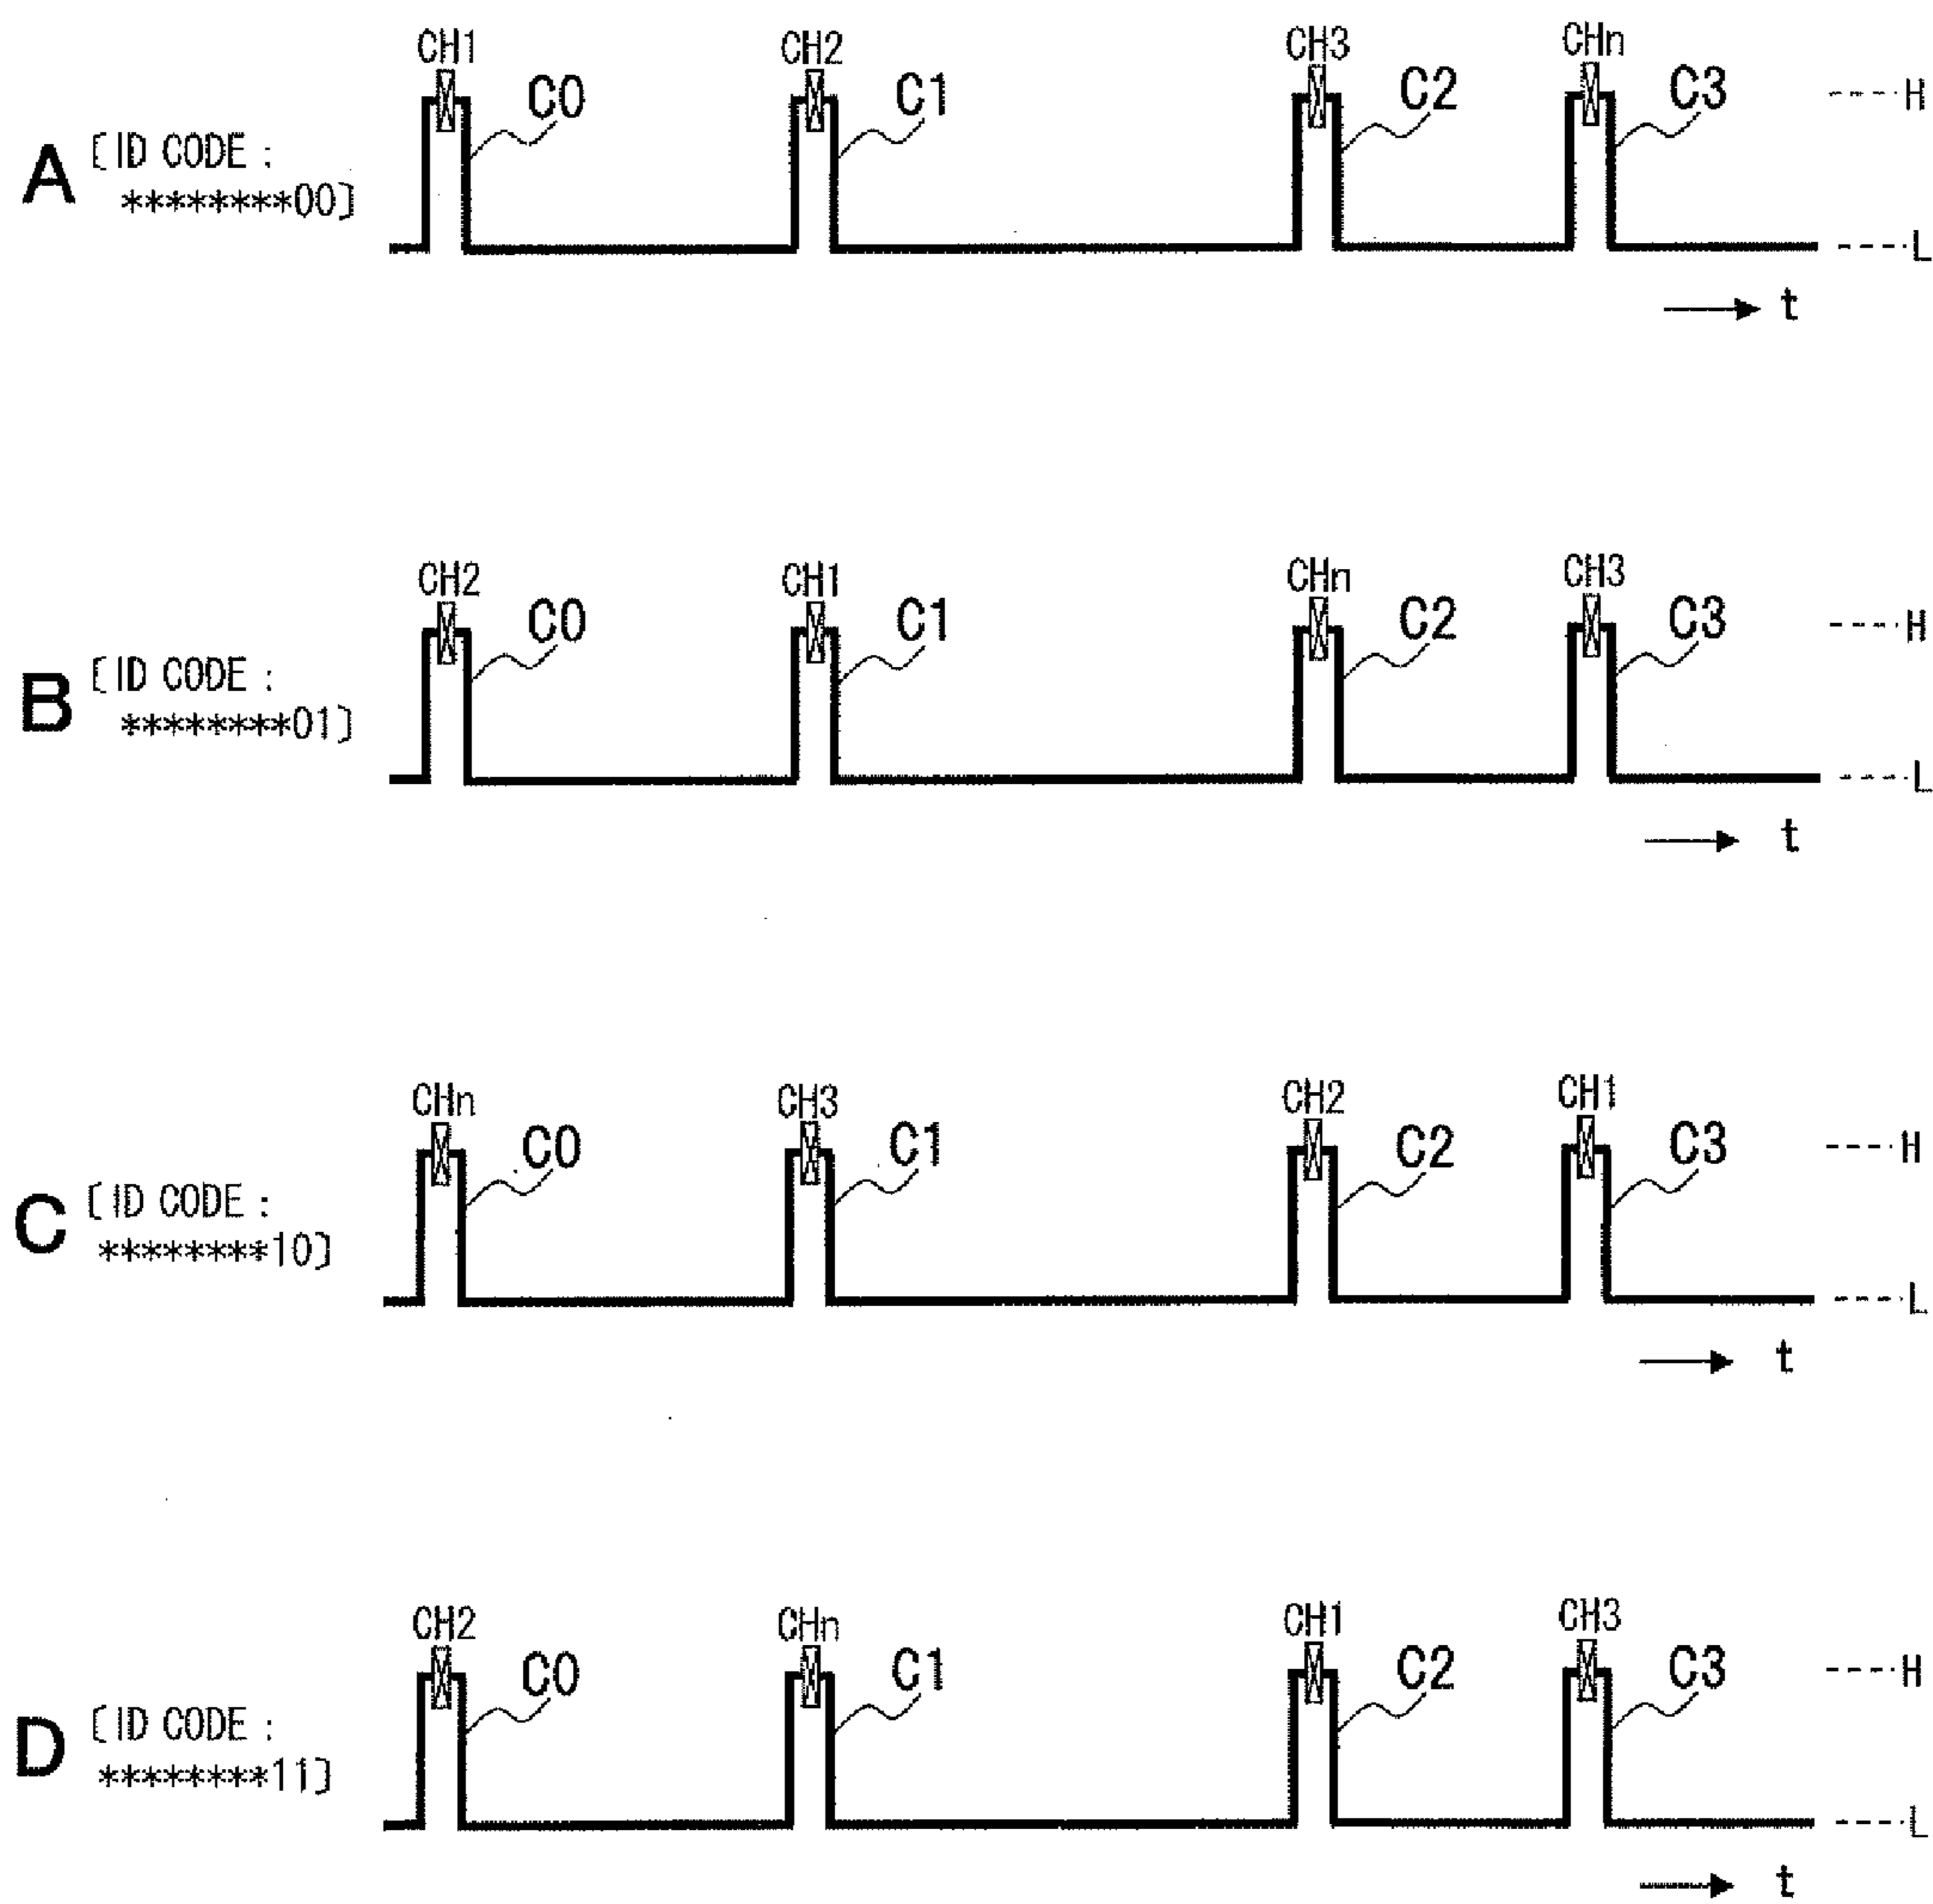 CH1 CH2 CH3 CHn
C0 C1 C2 C3 ----H
A [ID CODE :
********00]
----L
t
CH2 CH1 CHn CH3
C0 C1 C2 C3 ----H
B [ID CODE :
********01]
----L
t
CHn CH3 CH2 CH1
C0 C1 C2 C3 ----H
C [ID CODE :
********10]
----L
t
CH2 CHn CH1 CH3
C0 C1 C2 C3 ----H
D [ID CODE :
********11]
----L
t